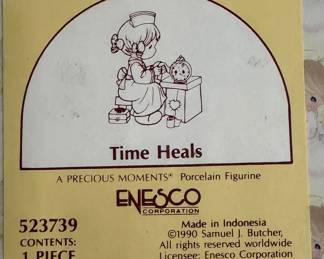 Time Heals
A PRECIOUS MOMENTS® Porcelain Figurine
ENESCO
CORPORATION
523739
CONTENTS:
1 PIECE
Made in Indonesia
©1990 Samuel J. Butcher,
All rights reserved worldwide
Licensee: Enesco Corporation